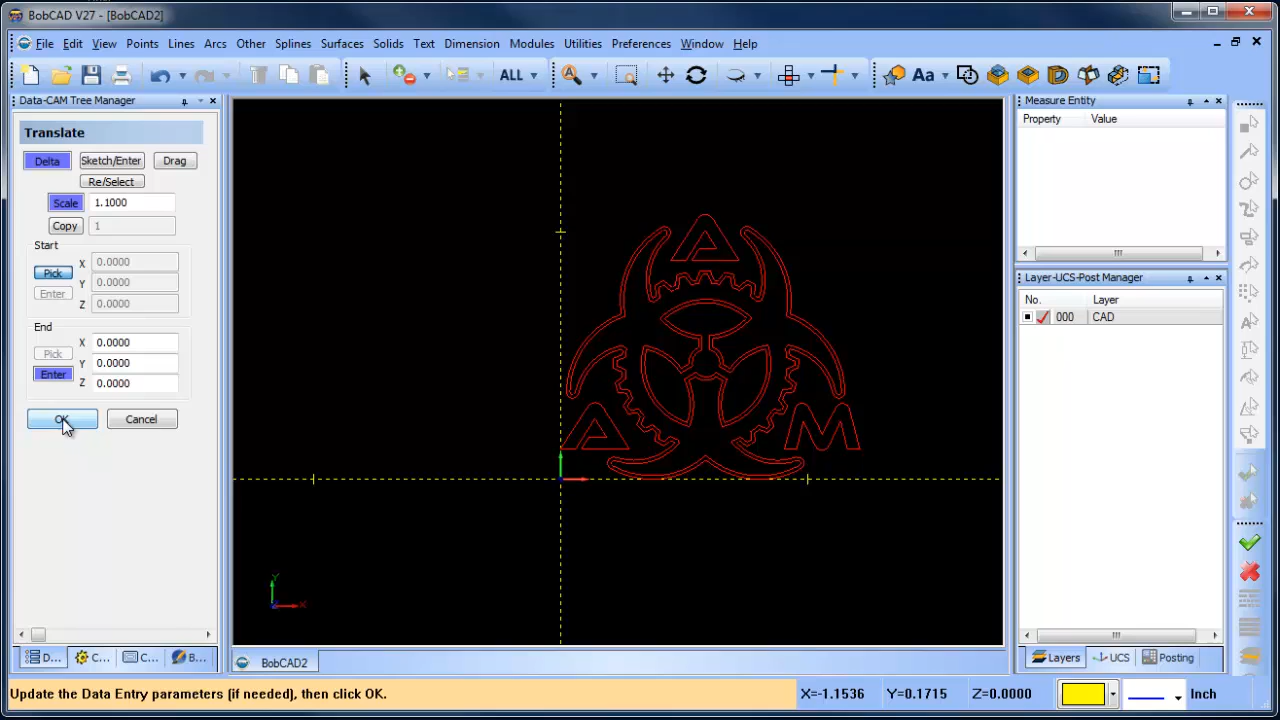 BobCAD V27 - [BobCAD2]
File Edit View Points Lines Arcs Other Splines Surfaces Solids Text Dimension Modules Utilities Preferences Window Help
ALL Aa
Data-CAM Tree Manager
Translate
Delta Sketch/Enter Drag
Re/Select
Scale 1.1000
Copy 1
Start
Pick X 0.0000
Y 0.0000
Enter Z 0.0000
End
X 0.0000
Pick Y 0.0000
Enter Z 0.0000
OK Cancel
D... C... C... B...
A
A M
Y
X
BobCAD2
Measure Entity
Property Value
Layer-UCS-Post Manager
No. Layer
000 CAD
Layers UCS Posting
Update the Data Entry parameters (if needed), then click OK.
X=-1.1536 Y=0.1715 Z=0.0000 Inch